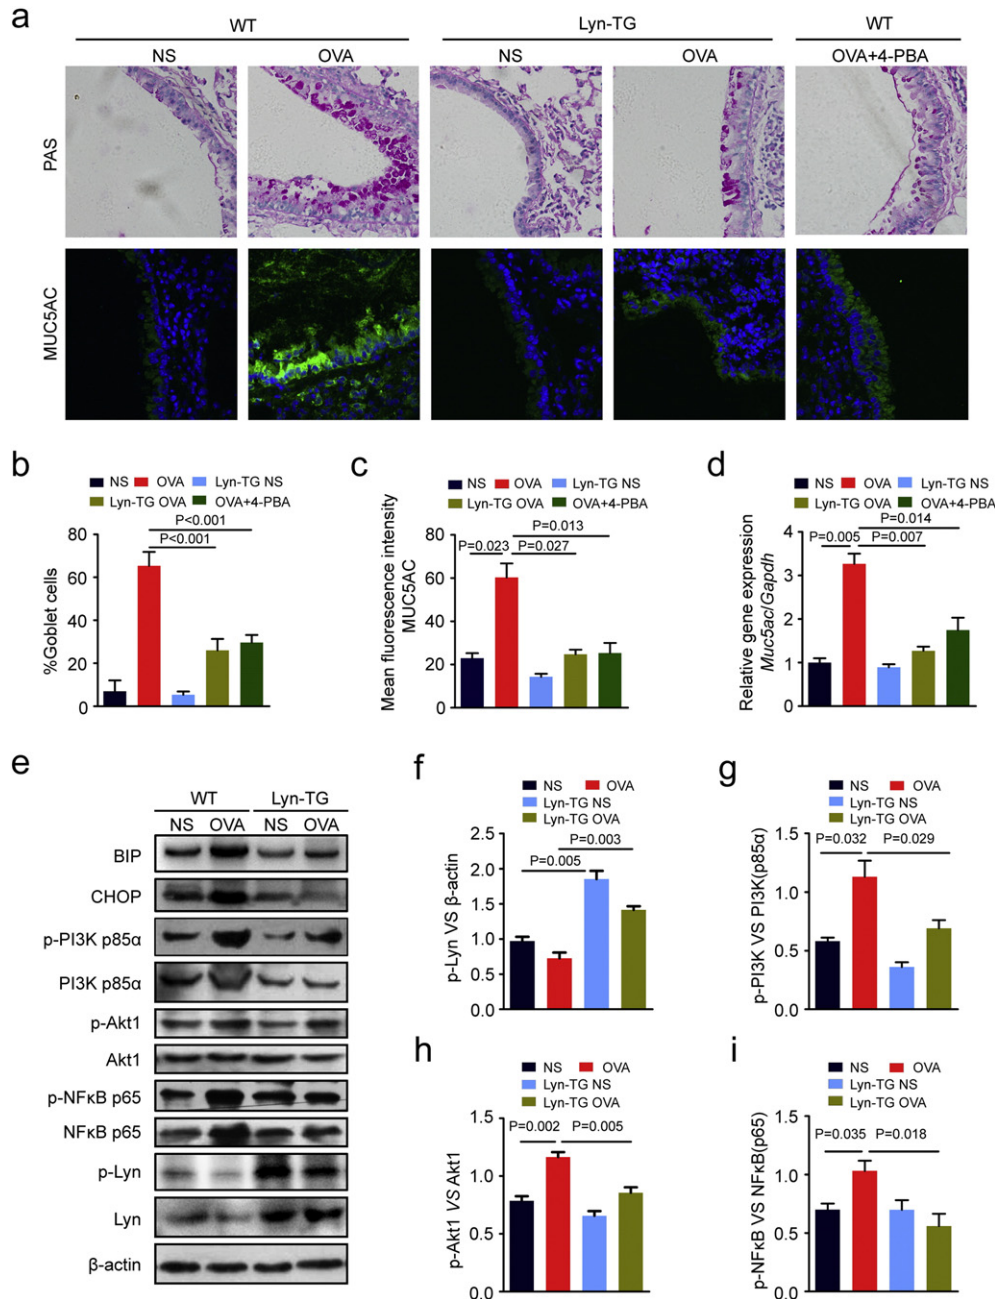 a
WT
Lyn-TG
WT
NS
OVA
NS
OVA
OVA+4-PBA
PAS
MUC5AC
b
NS
OVA
Lyn-TG NS
Lyn-TG OVA
OVA+4-PBA
P<0.001
P<0.001
%Goblet cells
80
60
40
20
0
c
NS
OVA
Lyn-TG NS
Lyn-TG OVA
OVA+4-PBA
P=0.013
P=0.023
P=0.027
Mean fluorescence intensity
MUC5AC
80
60
40
20
0
d
NS
OVA
Lyn-TG NS
Lyn-TG OVA
OVA+4-PBA
P=0.014
P=0.005
P=0.007
Relative gene expression
Muc5ac/Gapdh
4
3
2
1
0
e
WT
Lyn-TG
NS
OVA
NS
OVA
BIP
CHOP
p-PI3K p85α
PI3K p85α
p-Akt1
Akt1
p-NFκB p65
NFκB p65
p-Lyn
Lyn
β-actin
f
NS
OVA
Lyn-TG NS
Lyn-TG OVA
P=0.003
P=0.005
p-Lyn VS β-actin
2.5
2.0
1.5
1.0
0.5
0.0
g
NS
OVA
Lyn-TG NS
Lyn-TG OVA
P=0.032
P=0.029
p-PI3K VS PI3K(p85α)
1.5
1.0
0.5
0.0
h
NS
OVA
Lyn-TG NS
Lyn-TG OVA
P=0.002
P=0.005
p-Akt1 VS Akt1
1.5
1.0
0.5
0.0
i
NS
OVA
Lyn-TG NS
Lyn-TG OVA
P=0.035
P=0.018
p-NFκB VS NFκB(p65)
1.5
1.0
0.5
0.0